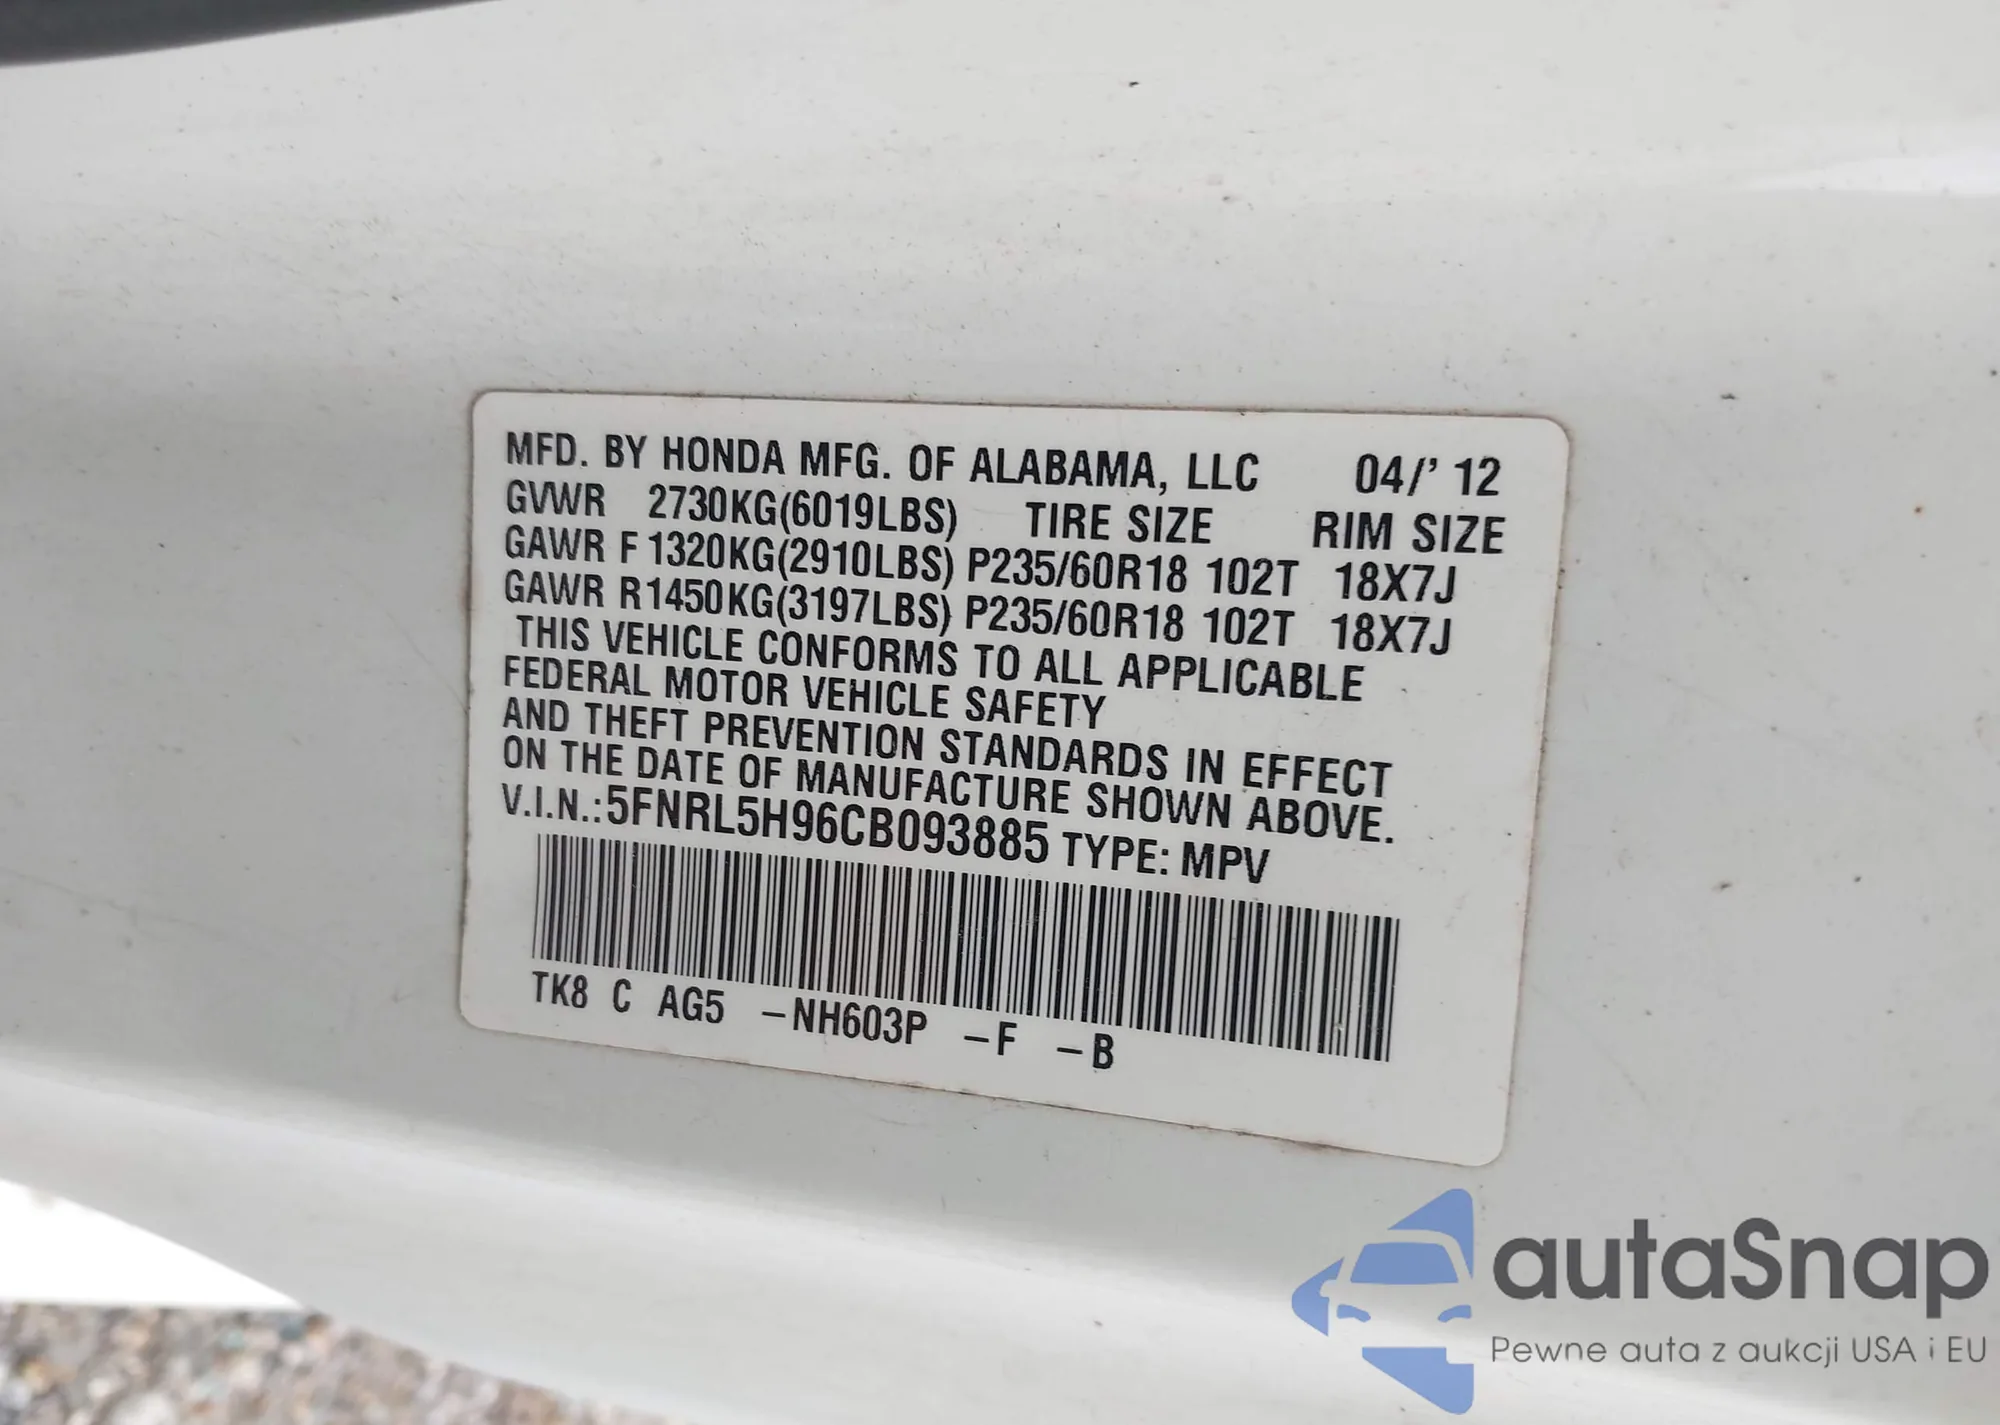 MFD. BY HONDA MFG. OF ALABAMA, LLC 04/' 12
GVWR 2730KG(6019LBS) TIRE SIZE RIM SIZE
GAWR F 1320KG(2910LBS) P235/60R18 102T 18X7J
GAWR R 1450KG(3197LBS) P235/60R18 102T 18X7J
THIS VEHICLE CONFORMS TO ALL APPLICABLE
FEDERAL MOTOR VEHICLE SAFETY
AND THEFT PREVENTION STANDARDS IN EFFECT
ON THE DATE OF MANUFACTURE SHOWN ABOVE.
V.I.N.:5FNRL5H96CB093885 TYPE: MPV
TK8 C AG5 -NH603P -F -B
autaSnap
Pewne auta z aukcji USA i EU